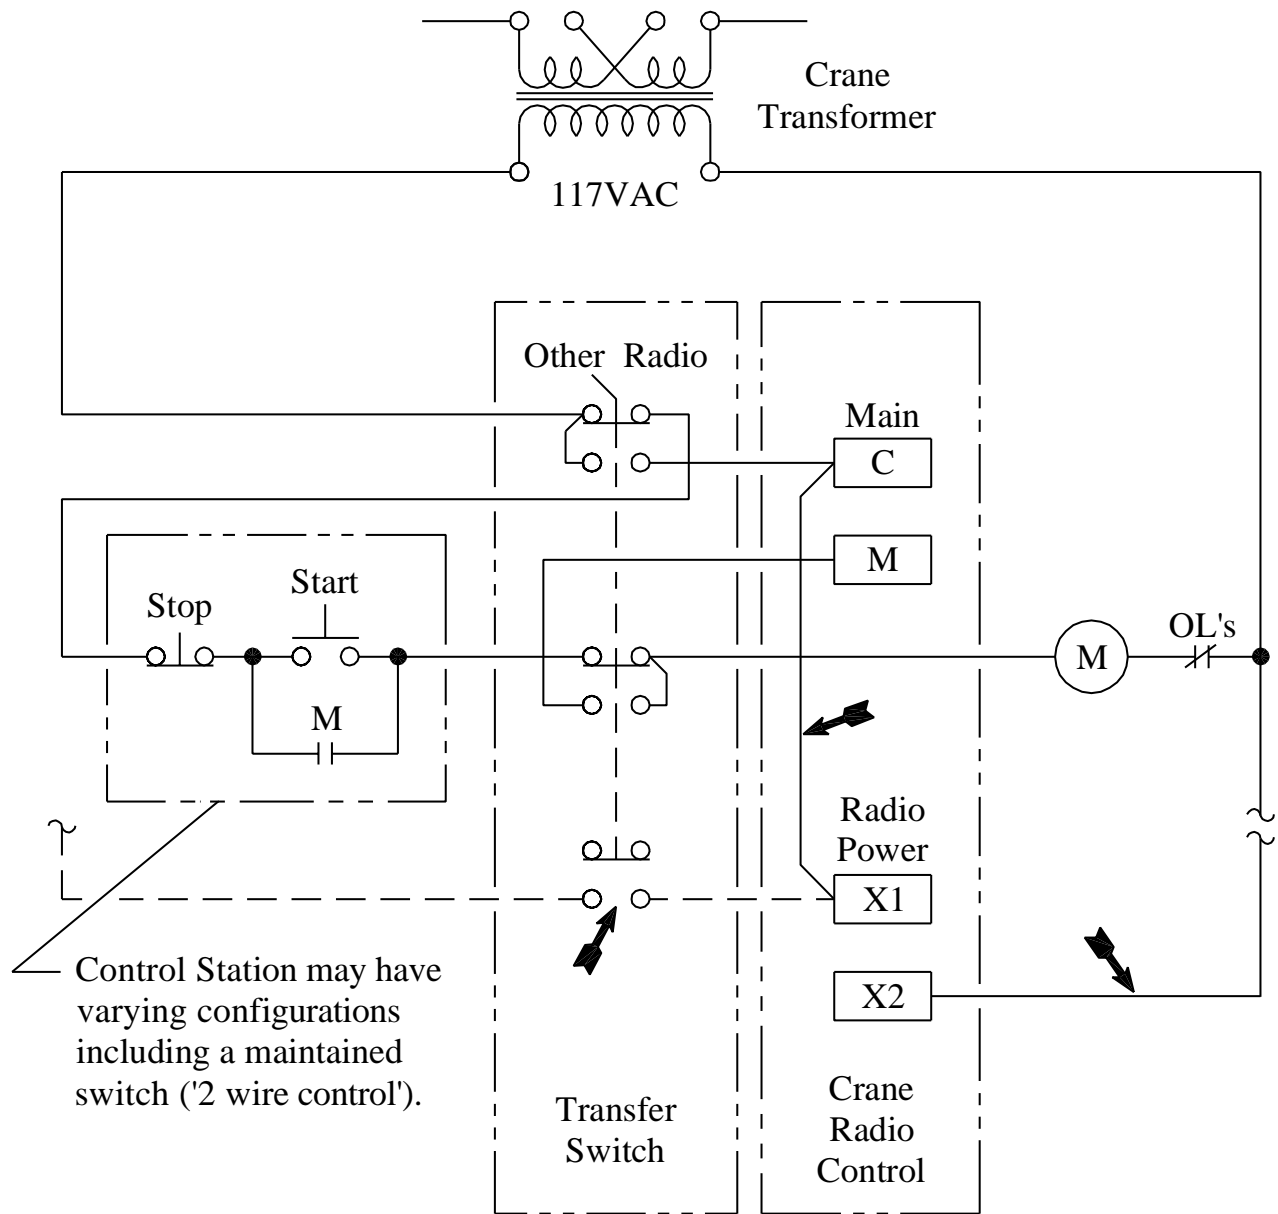 Crane
Transformer
117VAC
Other Radio
Main
C
M
Start
Stop
OL's
M
M
Radio
Power
X1
Control Station may have
varying configurations
including a maintained
switch ('2 wire control').
X2
Transfer
Switch
Crane
Radio
Control